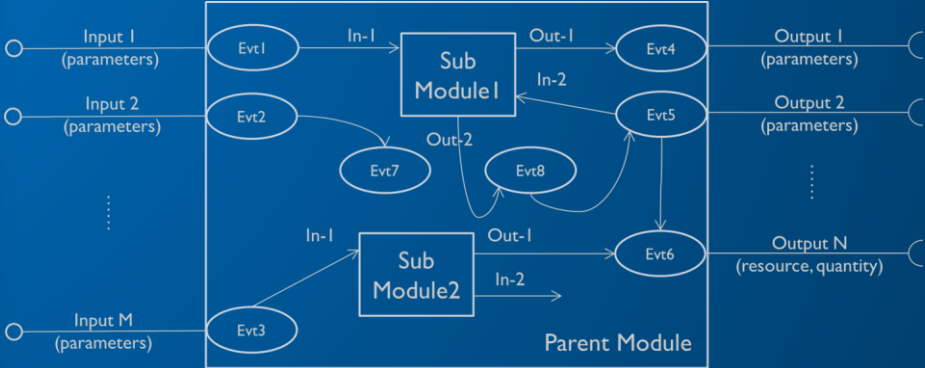 Input 1
(parameters)
Evt1
In-1
Sub
Module1
Out-1
Evt4
Output 1
(parameters)
Input 2
(parameters)
Evt2
In-2
Evt5
Output 2
(parameters)
Out-2
Evt7
Evt8
In-1
Sub
Module2
Out-1
In-2
Evt6
Output N
(resource, quantity)
Input M
(parameters)
Evt3
Parent Module